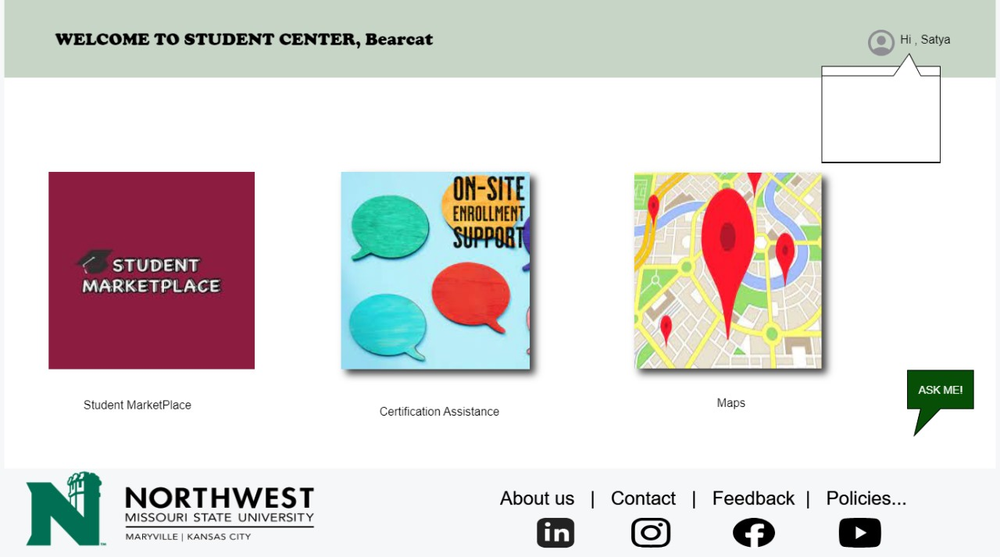 WELCOME TO STUDENT CENTER, Bearcat
Hi , Satya
STUDENT
MARKETPLACE
ON-SITE
ENROLLMENT
SUPPORT
Student MarketPlace
Certification Assistance
Maps
ASK ME!
N
NORTHWEST
MISSOURI STATE UNIVERSITY
MARYVILLE | KANSAS CITY
About us | Contact | Feedback | Policies...
in